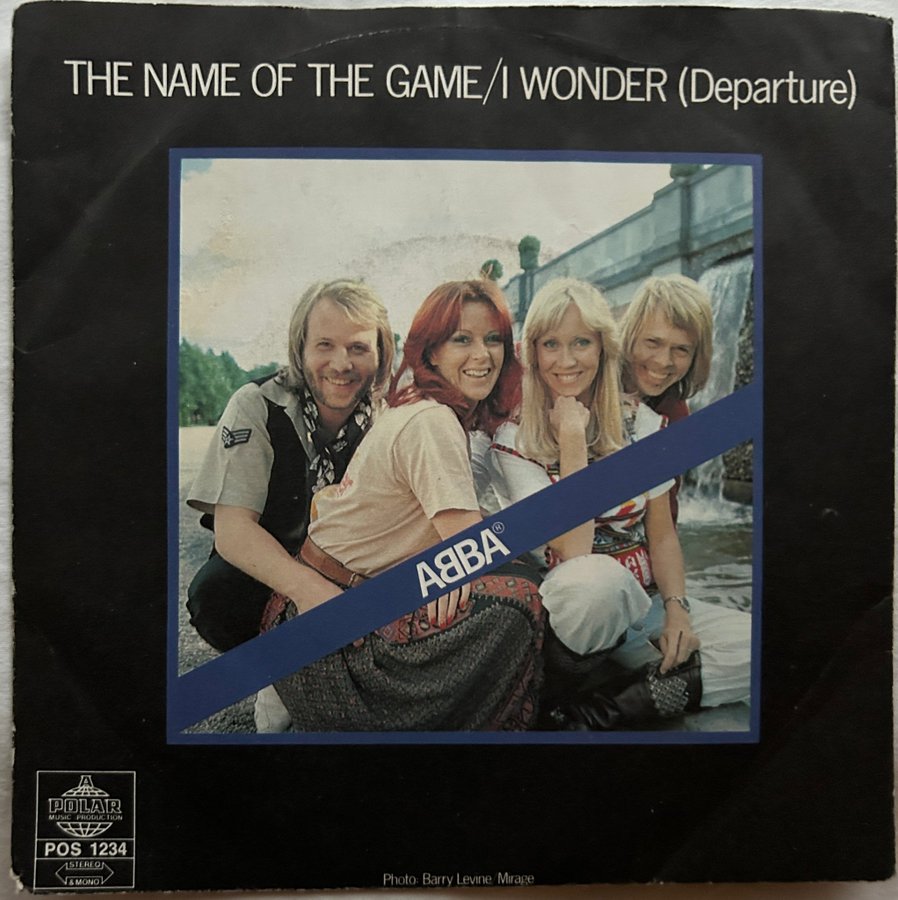 THE NAME OF THE GAME/I WONDER (Departure)
ABBA
A
POLAR
MUSIC PRODUCTION
POS 1234
STEREO
& MONO
Photo: Barry Levine/Mirage